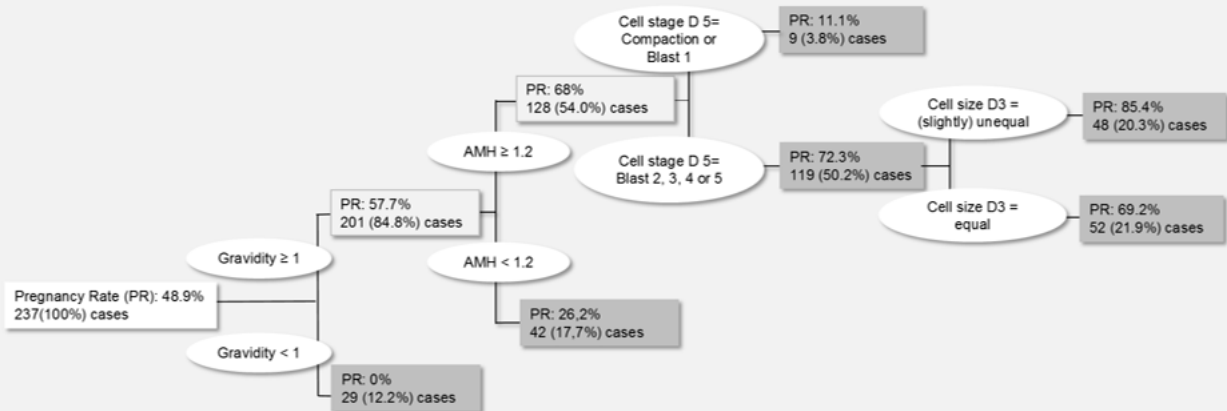 Pregnancy Rate (PR): 48.9%
237(100%) cases
Gravidity ≥ 1
Gravidity < 1
PR: 57.7%
201 (84.8%) cases
PR: 0%
29 (12.2%) cases
AMH ≥ 1.2
AMH < 1.2
PR: 68%
128 (54.0%) cases
PR: 26,2%
42 (17,7%) cases
Cell stage D 5=
Compaction or
Blast 1
Cell stage D 5=
Blast 2, 3, 4 or 5
PR: 11.1%
9 (3.8%) cases
PR: 72.3%
119 (50.2%) cases
Cell size D3 =
(slightly) unequal
Cell size D3 =
equal
PR: 85.4%
48 (20.3%) cases
PR: 69.2%
52 (21.9%) cases